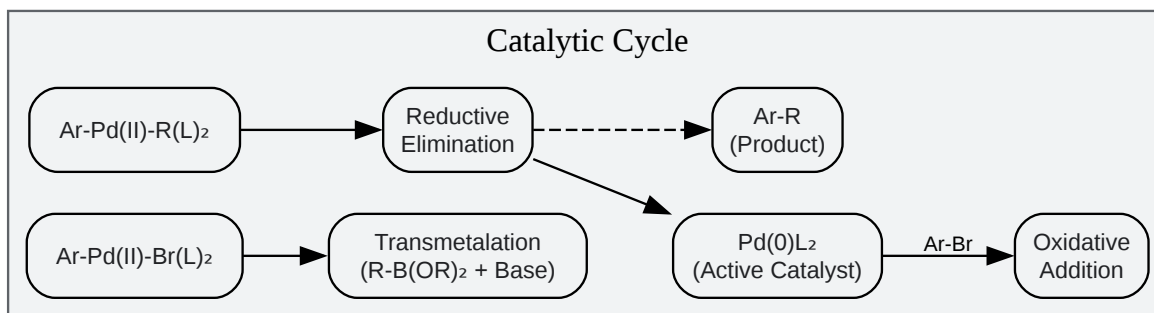 Catalytic Cycle
Ar-Pd(II)-R(L)₂
Reductive
Elimination
Ar-R
(Product)
Ar-Pd(II)-Br(L)₂
Transmetalation
(R-B(OR)₂ + Base)
Pd(0)L₂
(Active Catalyst)
Ar-Br
Oxidative
Addition